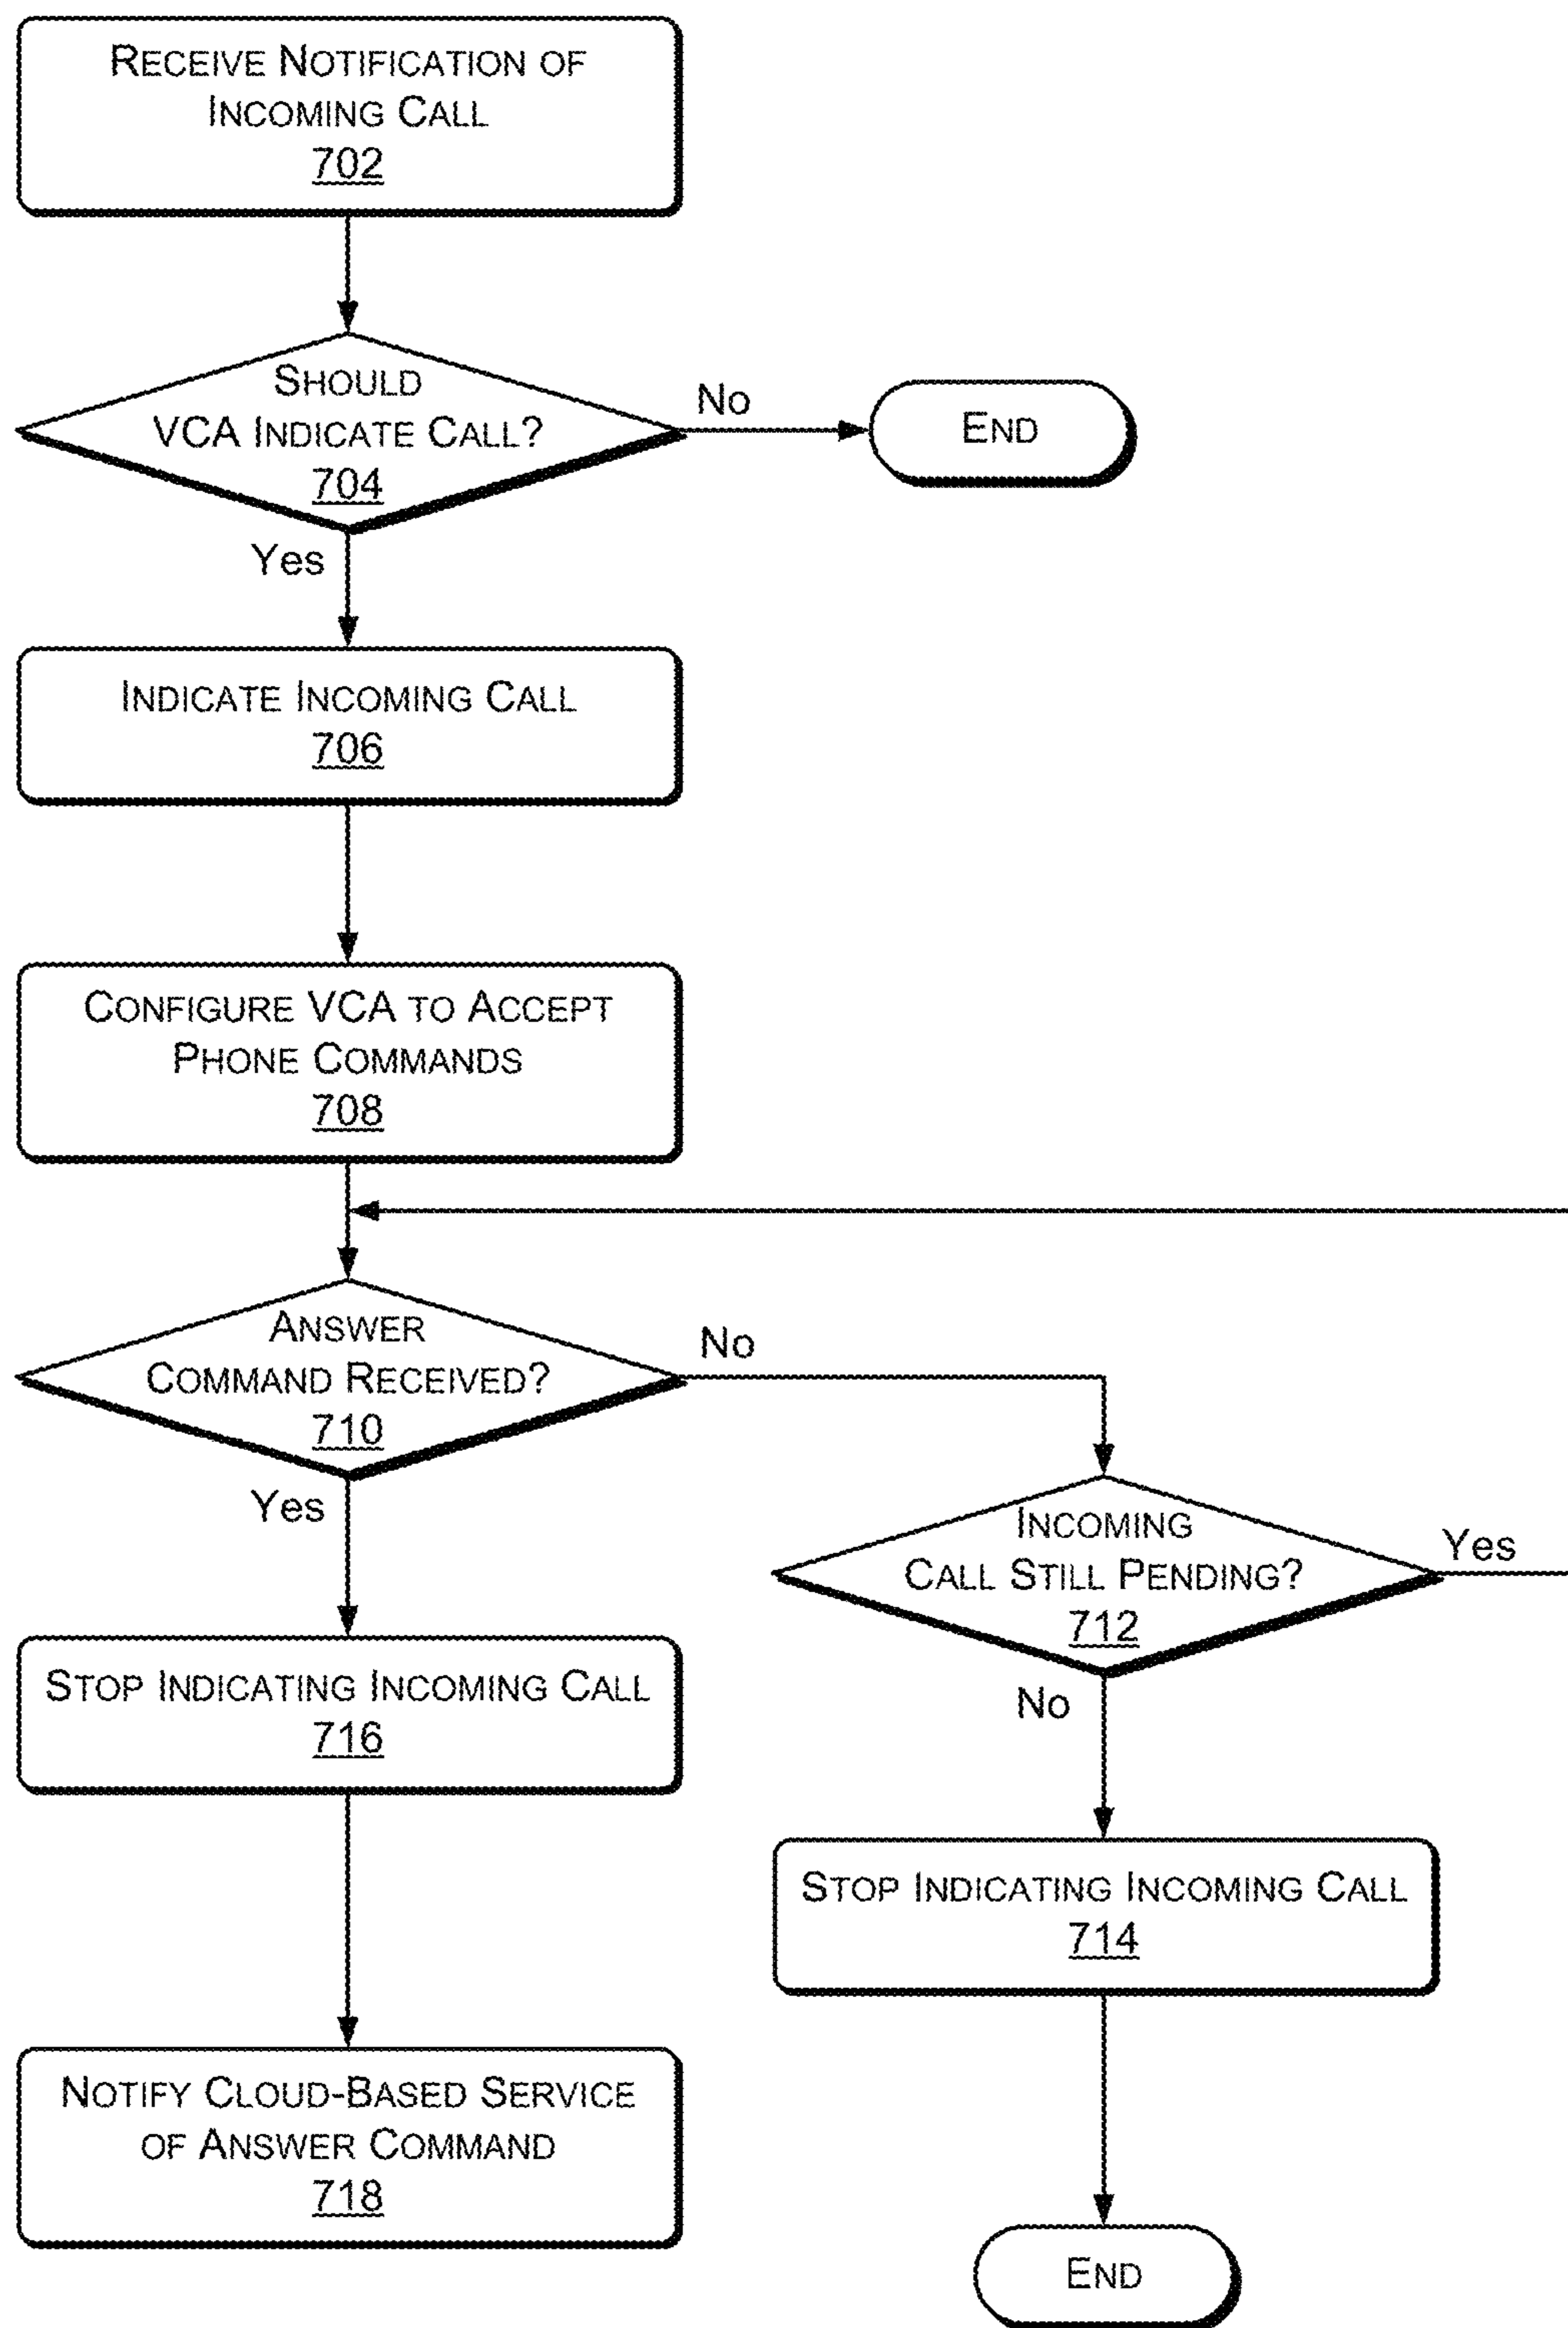 RECEIVE NOTIFICATION OF
INCOMING CALL
702
SHOULD
VCA INDICATE CALL?
704
No
END
Yes
INDICATE INCOMING CALL
706
CONFIGURE VCA TO ACCEPT
PHONE COMMANDS
708
ANSWER
COMMAND RECEIVED?
710
No
Yes
INCOMING
CALL STILL PENDING?
712
Yes
No
STOP INDICATING INCOMING CALL
716
STOP INDICATING INCOMING CALL
714
NOTIFY CLOUD-BASED SERVICE
OF ANSWER COMMAND
718
END